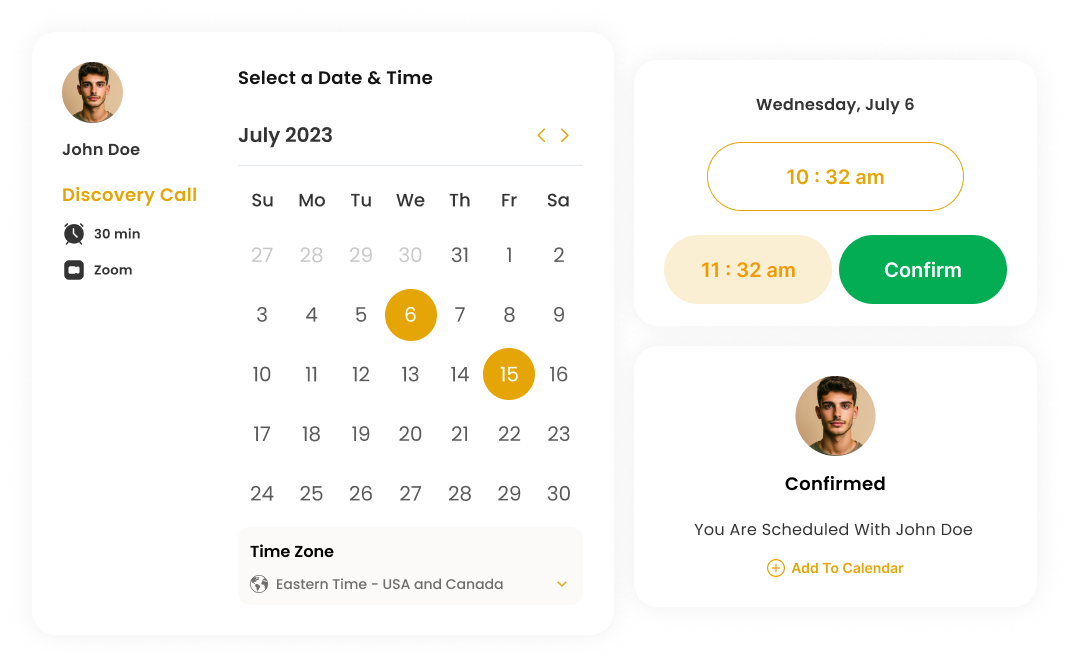 John Doe
Discovery Call
30 min
Zoom
Select a Date & Time
July 2023
Su Mo Tu We Th Fr Sa
27 28 29 30 31 1 2
3 4 5 6 7 8 9
10 11 12 13 14 15 16
17 18 19 20 21 22 23
24 25 26 27 28 29 30
Time Zone
Eastern Time - USA and Canada
Wednesday, July 6
10 : 32 am
11 : 32 am Confirm
Confirmed
You Are Scheduled With John Doe
Add To Calendar